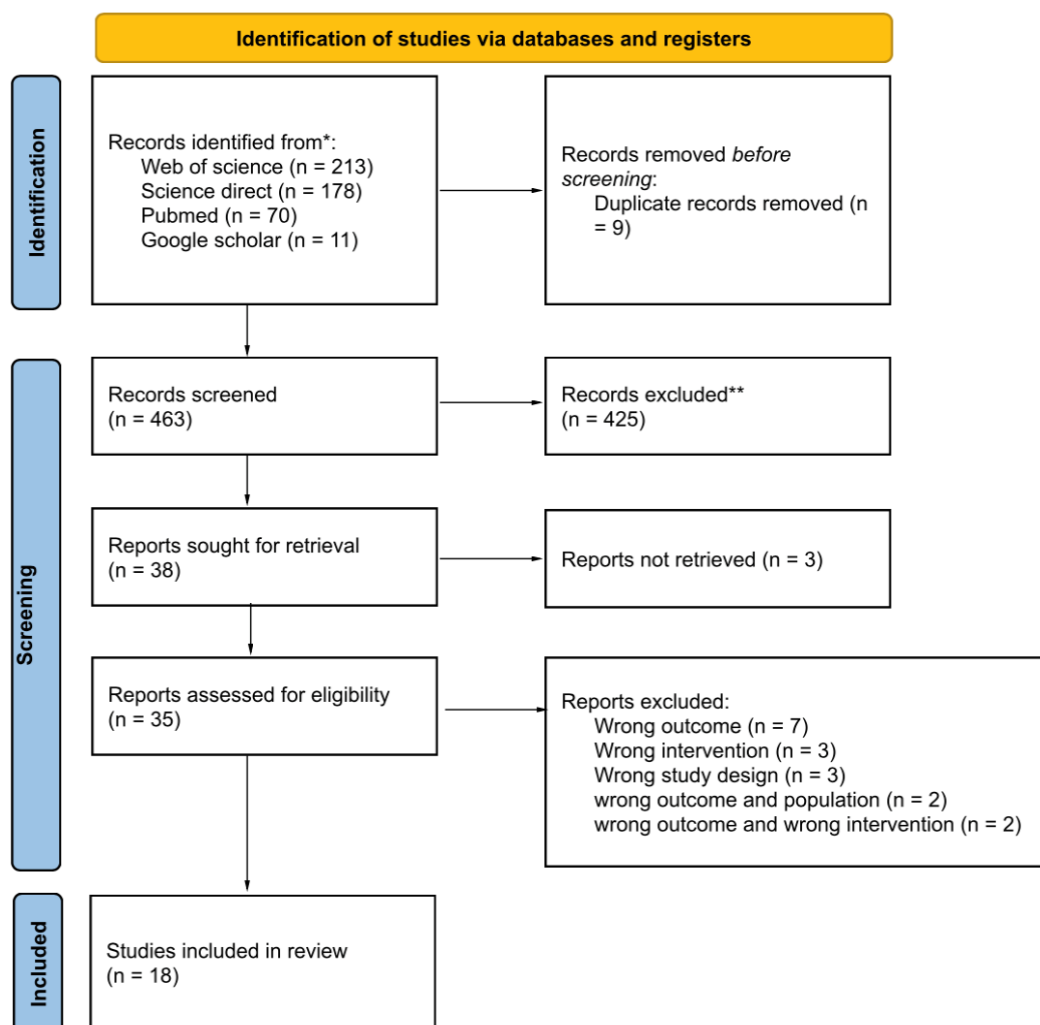 Identification of studies via databases and registers
Identification
Records identified from*:
Web of science (n = 213)
Science direct (n = 178)
Pubmed (n = 70)
Google scholar (n = 11)
Records removed before
screening:
Duplicate records removed (n
= 9)
Screening
Records screened
(n = 463)
Records excluded**
(n = 425)
Reports sought for retrieval
(n = 38)
Reports not retrieved (n = 3)
Reports assessed for eligibility
(n = 35)
Reports excluded:
Wrong outcome (n = 7)
Wrong intervention (n = 3)
Wrong study design (n = 3)
wrong outcome and population (n = 2)
wrong outcome and wrong intervention (n = 2)
Included
Studies included in review
(n = 18)